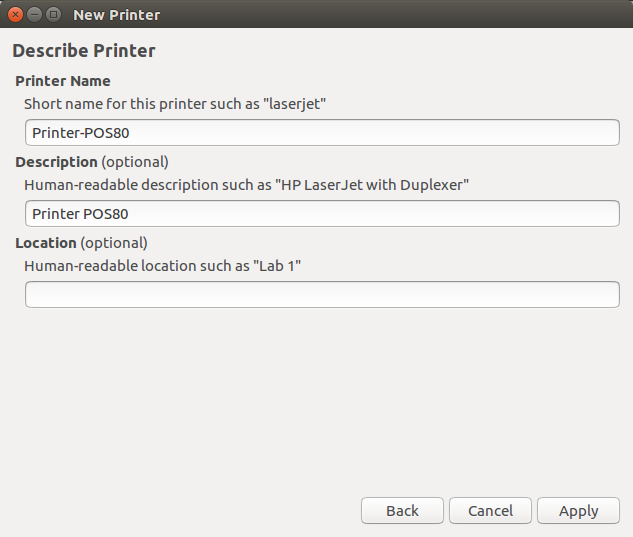 New Printer
Describe Printer
Printer Name
Short name for this printer such as "laserjet"
Printer-POS80
Description (optional)
Human-readable description such as "HP LaserJet with Duplexer"
Printer POS80
Location (optional)
Human-readable location such as "Lab 1"
Back Cancel Apply